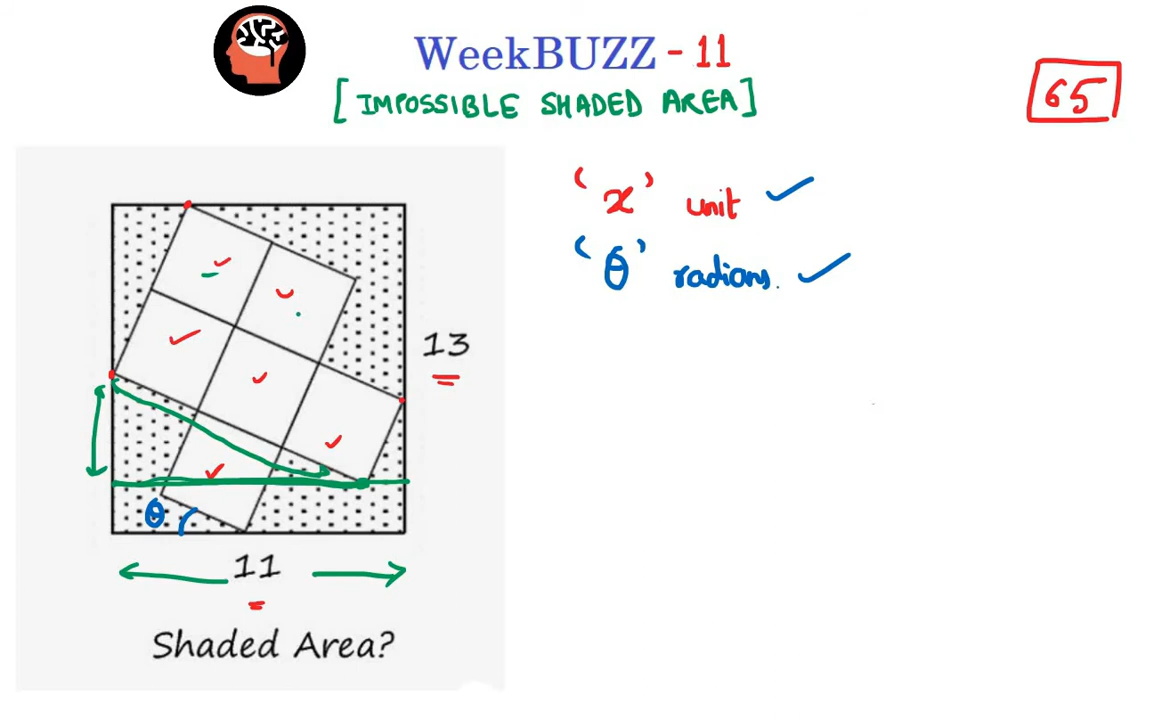 WeekBUZZ - 11
[IMPOSSIBLE SHADED AREA]
65
'x' unit
'θ' radians.
13
θ
11
Shaded Area?